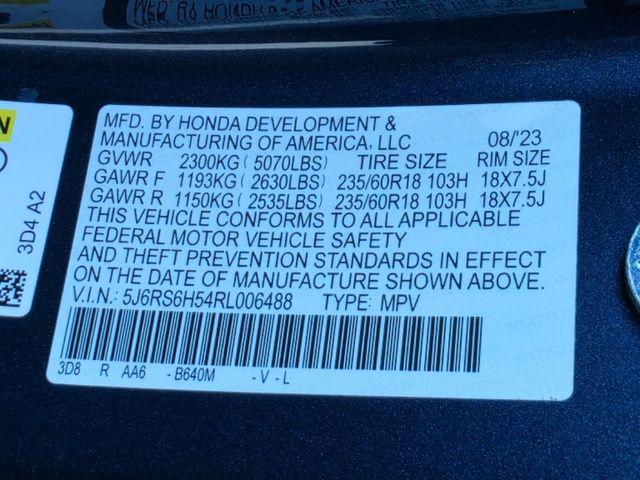 MFD. BY HONDA DEVELOPMENT &
MANUFACTURING OF AMERICA, LLC 08/'23
GVWR 2300KG ( 5070LBS) TIRE SIZE RIM SIZE
GAWR F 1193KG ( 2630LBS) 235/60R18 103H 18X7.5J
GAWR R 1150KG ( 2535LBS) 235/60R18 103H 18X7.5J
THIS VEHICLE CONFORMS TO ALL APPLICABLE
FEDERAL MOTOR VEHICLE SAFETY
AND THEFT PREVENTION STANDARDS IN EFFECT
ON THE DATE OF MANUFACTURE SHOWN ABOVE.
V.I.N.: 5J6RS6H54RL006488 TYPE: MPV
3D8 R AA6 -B640M -V-L
3D4 A2